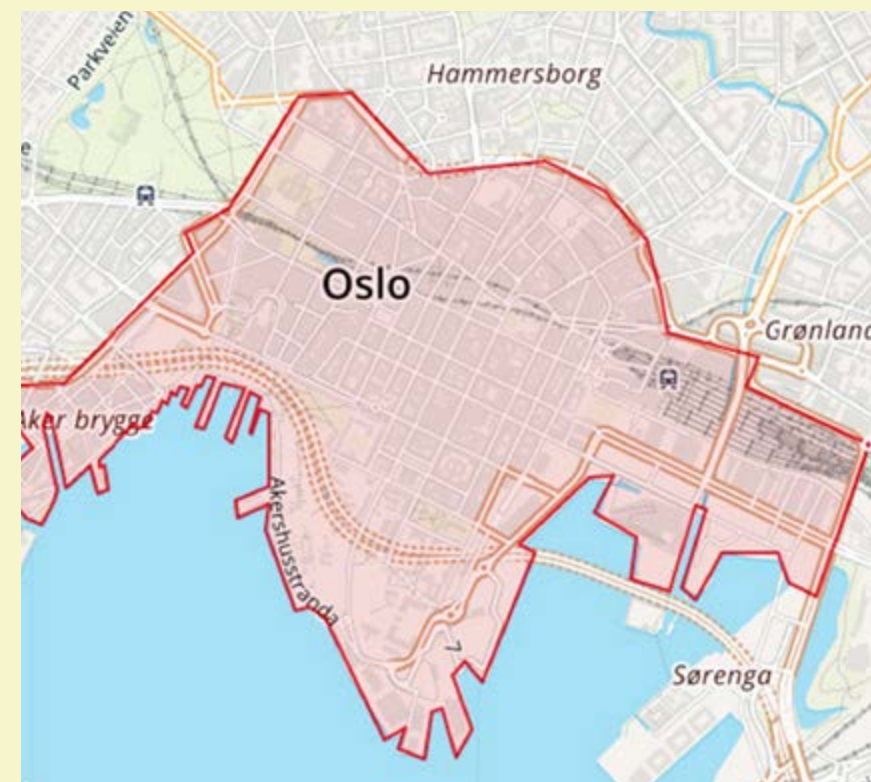 Parkveien
Hammersborg
e
Oslo
Grønland
Aker brygge
Akershusstranda
7
Sørenga